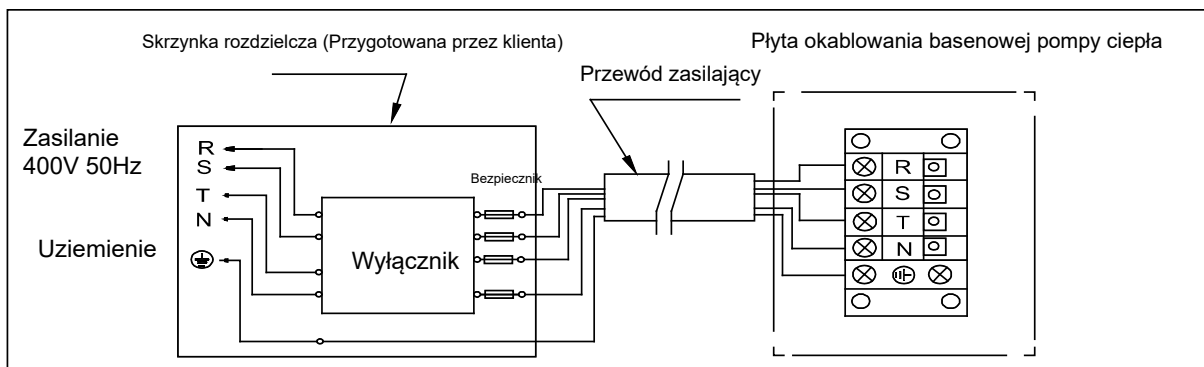 Skrzynka rozdzielcza (Przygotowana przez klienta)
Płyta okablowania basenowej pompy ciepła
Przewód zasilający
Zasilanie
400V 50Hz
R
S
T
N
Uziemienie
Bezpiecznik
Wyłącznik
R
S
T
N